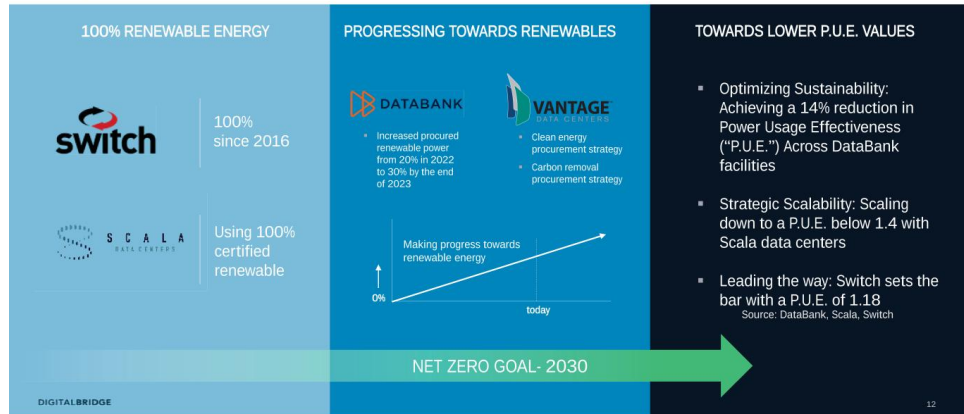 100% RENEWABLE ENERGY
switch
100%
since 2016
SCALA
DATA CENTERS
Using 100%
certified
renewable
PROGRESSING TOWARDS RENEWABLES
DATABANK
▪ Increased procured
renewable power
from 20% in 2022
to 30% by the end
of 2023
VANTAGE
DATA CENTERS
▪ Clean energy
procurement strategy
▪ Carbon removal
procurement strategy
Making progress towards
renewable energy
0%
today
TOWARDS LOWER P.U.E. VALUES
▪ Optimizing Sustainability:
Achieving a 14% reduction in
Power Usage Effectiveness
(“P.U.E.”) Across DataBank
facilities
▪ Strategic Scalability: Scaling
down to a P.U.E. below 1.4 with
Scala data centers
▪ Leading the way: Switch sets the
bar with a P.U.E. of 1.18
Source: DataBank, Scala, Switch
NET ZERO GOAL- 2030
DIGITALBRIDGE
12